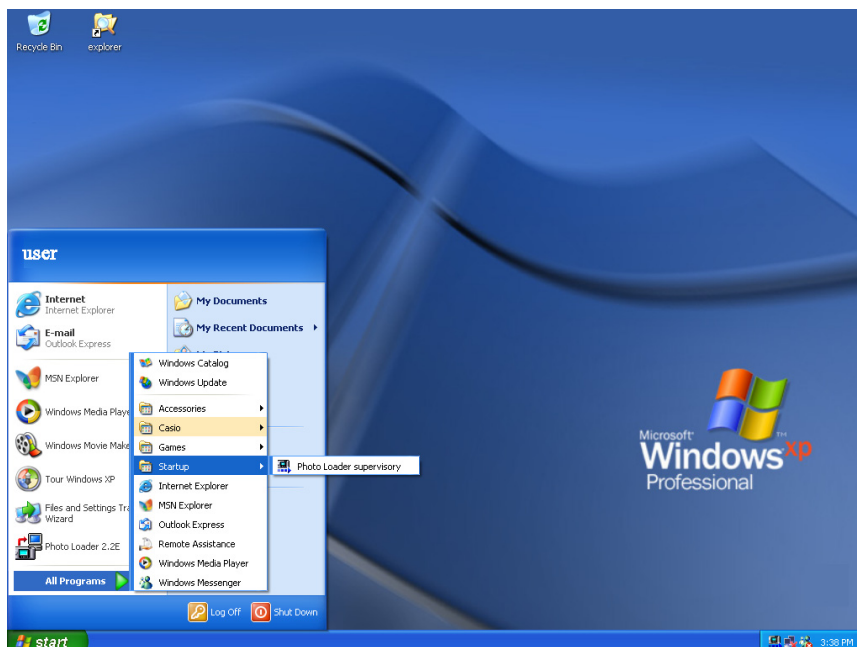 Recycle Bin
explorer
user
Internet
Internet Explorer
E-mail
Outlook Express
MSN Explorer
Windows Media Playe
Windows Movie Make
Tour Windows XP
Files and Settings Tra
Wizard
Photo Loader 2.2E
All Programs
My Documents
My Recent Documents
Windows Catalog
Windows Update
Accessories
Casio
Games
Startup
Internet Explorer
MSN Explorer
Outlook Express
Remote Assistance
Windows Media Player
Windows Messenger
Photo Loader supervisory
Log Off
Shut Down
Microsoft®
Windows xp
TM
Professional
start
3:38 PM